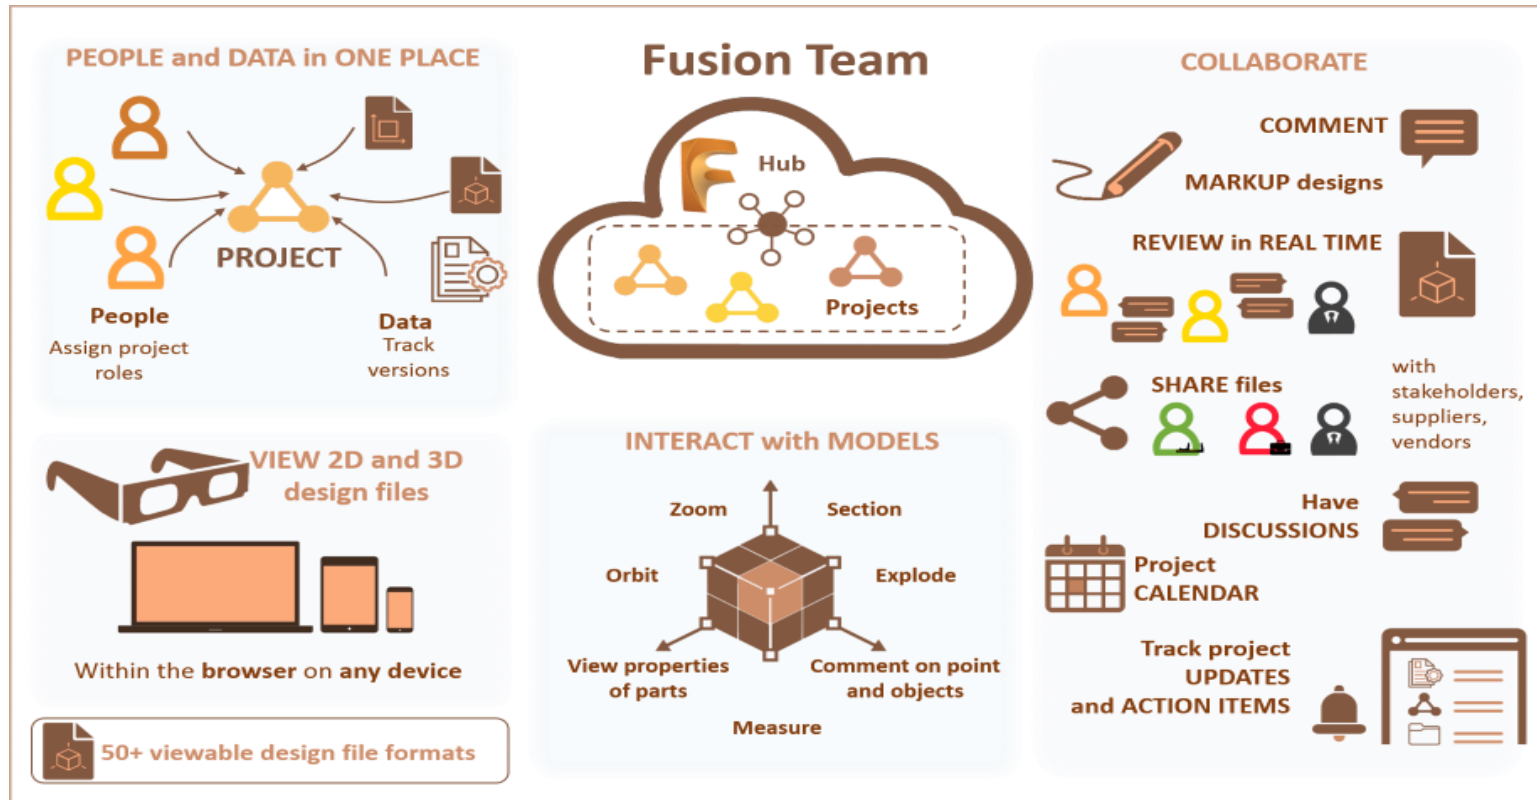 PEOPLE and DATA in ONE PLACE
PROJECT
People
Assign project
roles
Data
Track
versions
VIEW 2D and 3D
design files
Within the browser on any device
50+ viewable design file formats
Fusion Team
Hub
Projects
INTERACT with MODELS
Zoom
Section
Orbit
Explode
View properties
of parts
Comment on point
and objects
Measure
COLLABORATE
COMMENT
MARKUP designs
REVIEW in REAL TIME
SHARE files
with
stakeholders,
suppliers,
vendors
Have
DISCUSSIONS
Project
CALENDAR
Track project
UPDATES
and ACTION ITEMS